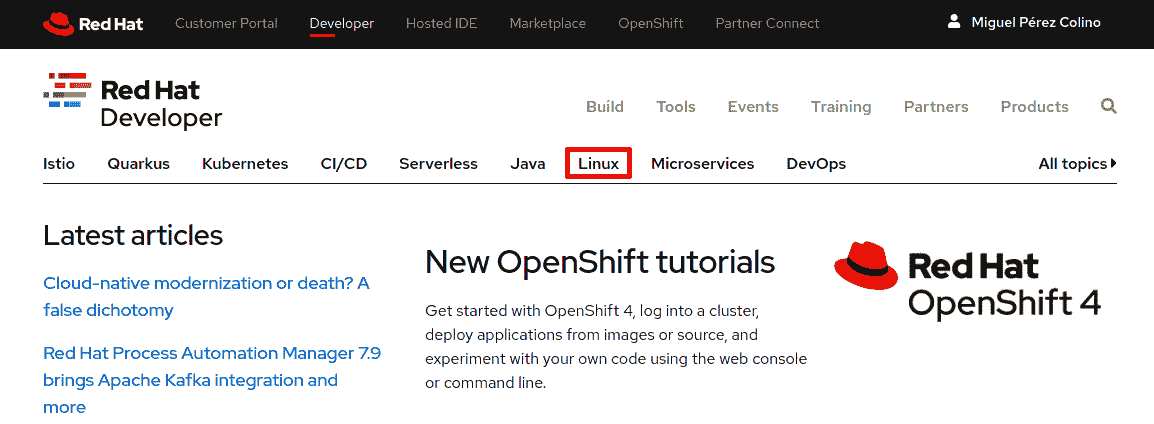 Red Hat Customer Portal Developer Hosted IDE Marketplace OpenShift Partner Connect Miguel Pérez Colino
Red Hat
Developer
Build Tools Events Training Partners Products
Istio Quarkus Kubernetes CI/CD Serverless Java Linux Microservices DevOps All topics
Latest articles
Cloud-native modernization or death? A
false dichotomy
Red Hat Process Automation Manager 7.9
brings Apache Kafka integration and
more
New OpenShift tutorials
Get started with OpenShift 4, log into a cluster,
deploy applications from images or source, and
experiment with your own code using the web console
or command line.
Red Hat
OpenShift 4